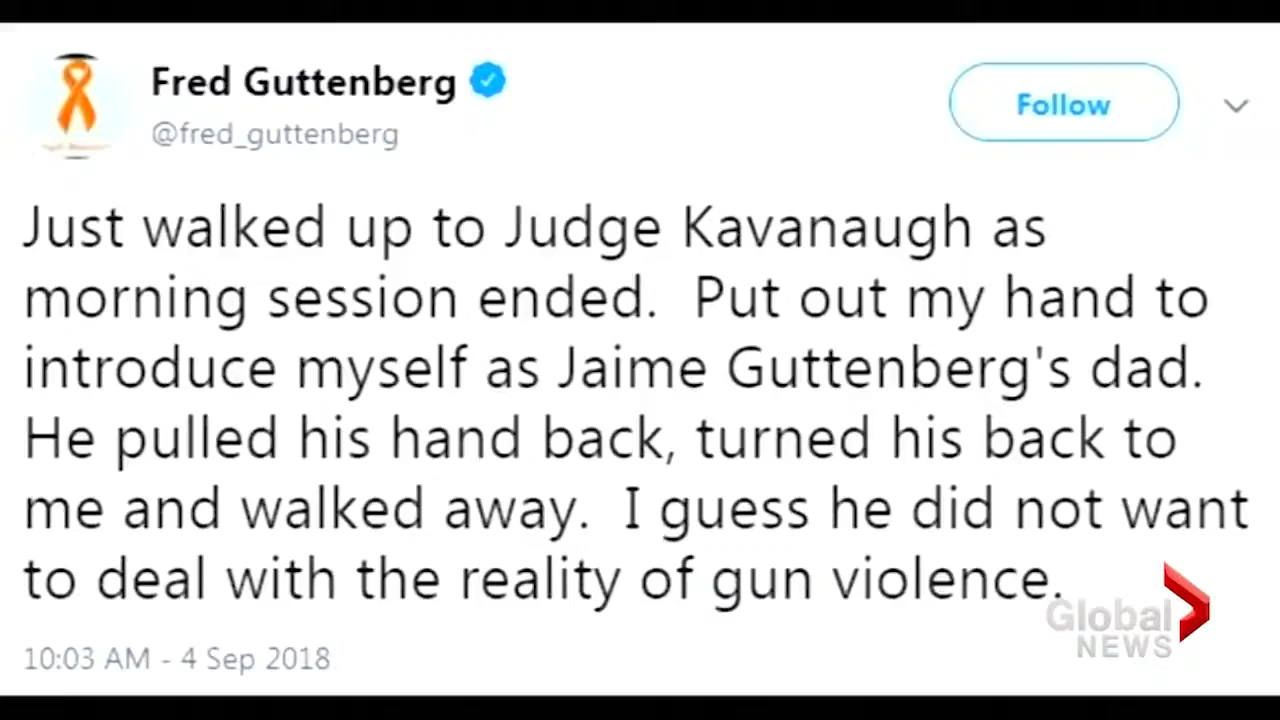 Fred Guttenberg
@fred_guttenberg
Follow
Just walked up to Judge Kavanaugh as
morning session ended.  Put out my hand to
introduce myself as Jaime Guttenberg's dad.
He pulled his hand back, turned his back to
me and walked away.  I guess he did not want
to deal with the reality of gun violence.
Global
NEWS
10:03 AM - 4 Sep 2018